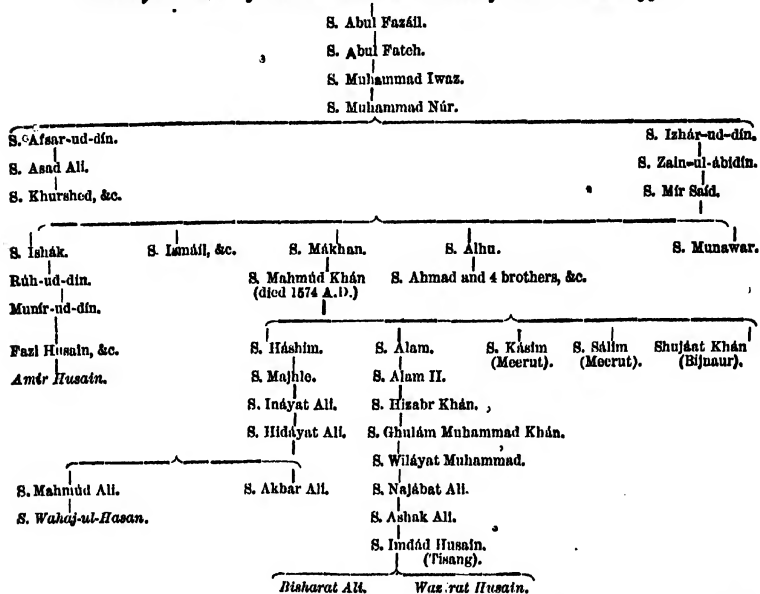 S. Abul Fazáil.
S. Abul Fateh.
S. Muhammad Iwaz.
S. Muhammad Núr.
S. Afsar-ud-dín. S. Izhár-ud-dín.
S. Asad Ali. S. Zain-ul-ábidín.
S. Khurshed, &c. S. Mír Saíd.
S. Ishák. S. Ismáíl, &c. S. Mákhan. S. Alhu. S. Munawar.
Rúh-ud-dín. S. Mahmúd Khán S. Ahmad and 4 brothers, &c.
(died 1574 A.D.)
Munír-ud-dín.
Fazl Husain, &c. S. Háshim. S. Alam. S. Kásim S. Sálim Shujáat Khán
(Meerut). (Meerut). (Bijnaur).
Amír Husain. S. Majhle. S. Alam II.
S. Ináyat Ali. S. Hizabr Khán.
S. Hidáyat Ali. S. Ghulám Muhammad Khán.
S. Wiláyat Muhammad.
S. Mahmúd Ali. S. Akbar Ali. S. Najábat Ali.
S. Wahaj-ul-Hasan. S. Ashak Ali.
S. Imdád Husain.
(Tisang).
Bisharat Ali. Husain.